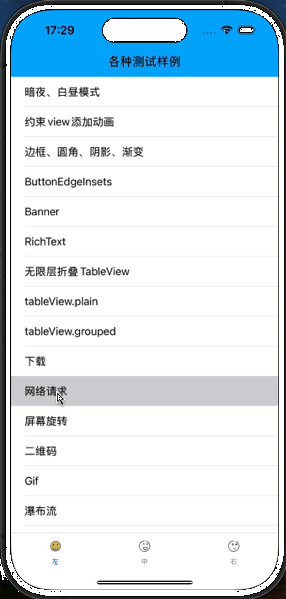 17:29
各种测试样例
暗夜、白昼模式
约束 view 添加动画
边框、圆角、阴影、渐变
ButtonEdgeInsets
Banner
RichText
无限层折叠 TableView
tableView.plain
tableView.grouped
下载
网络请求
屏幕旋转
二维码
Gif
瀑布流
左 中 右